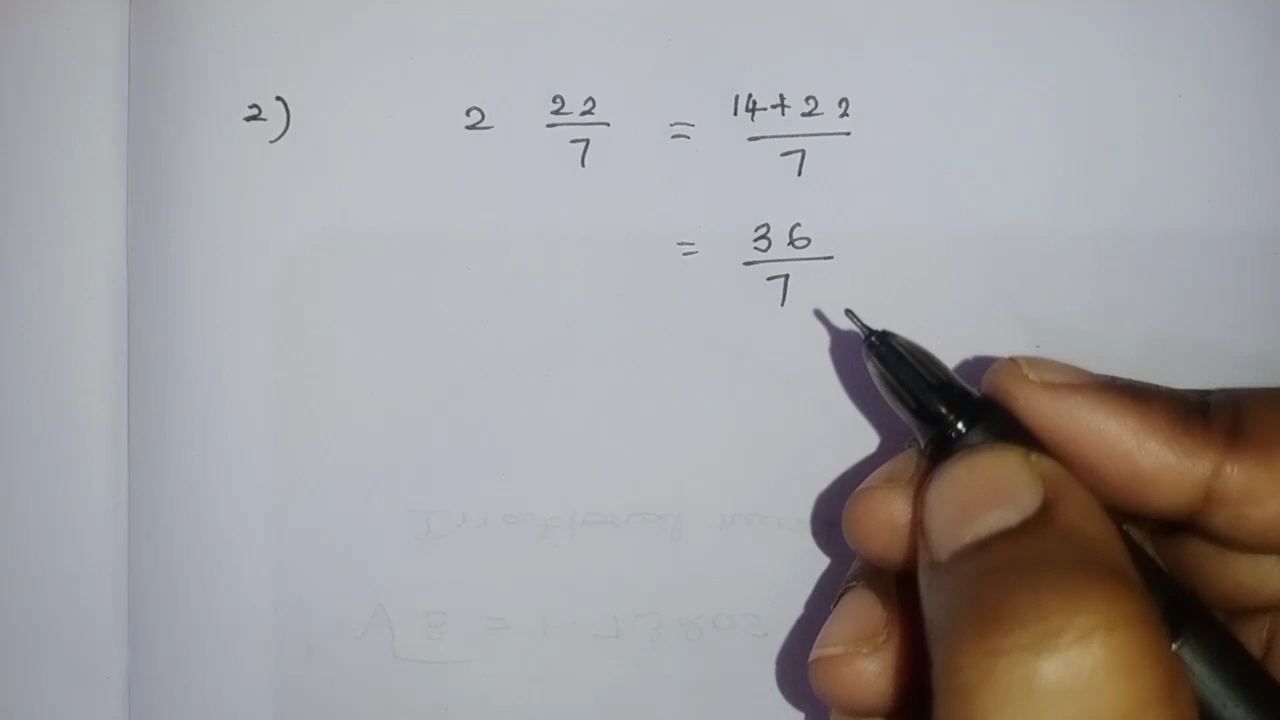 2) 2 22/7 = 14+22/7
= 36/7